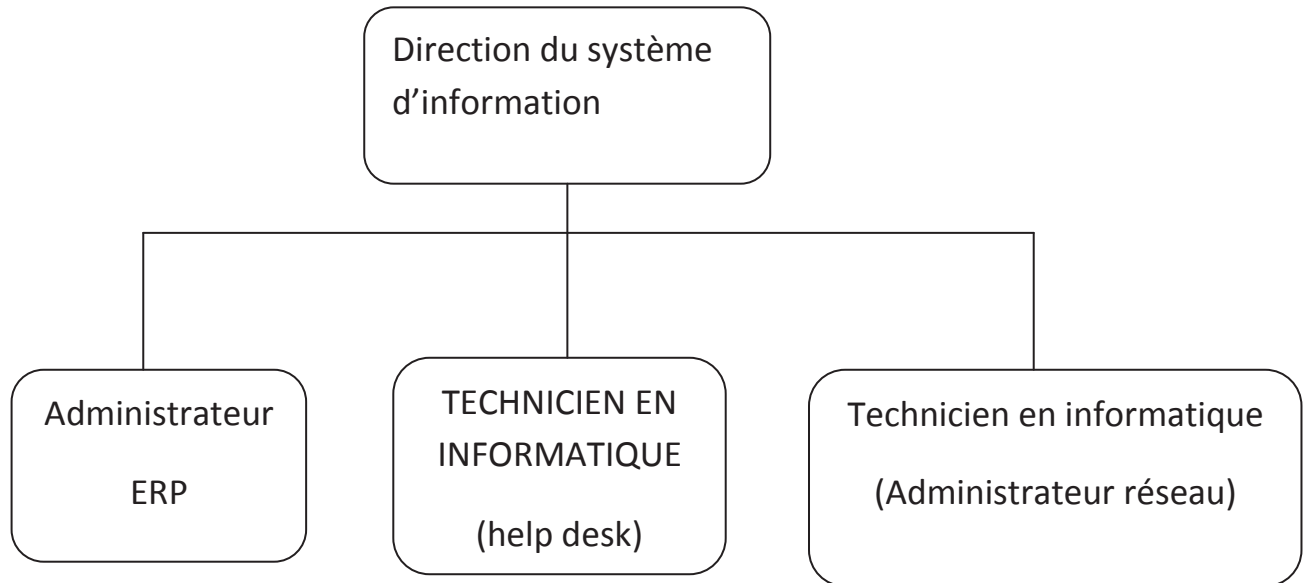 Direction du système
d’information
Administrateur
ERP
TECHNICIEN EN
INFORMATIQUE
(help desk)
Technicien en informatique
(Administrateur réseau)